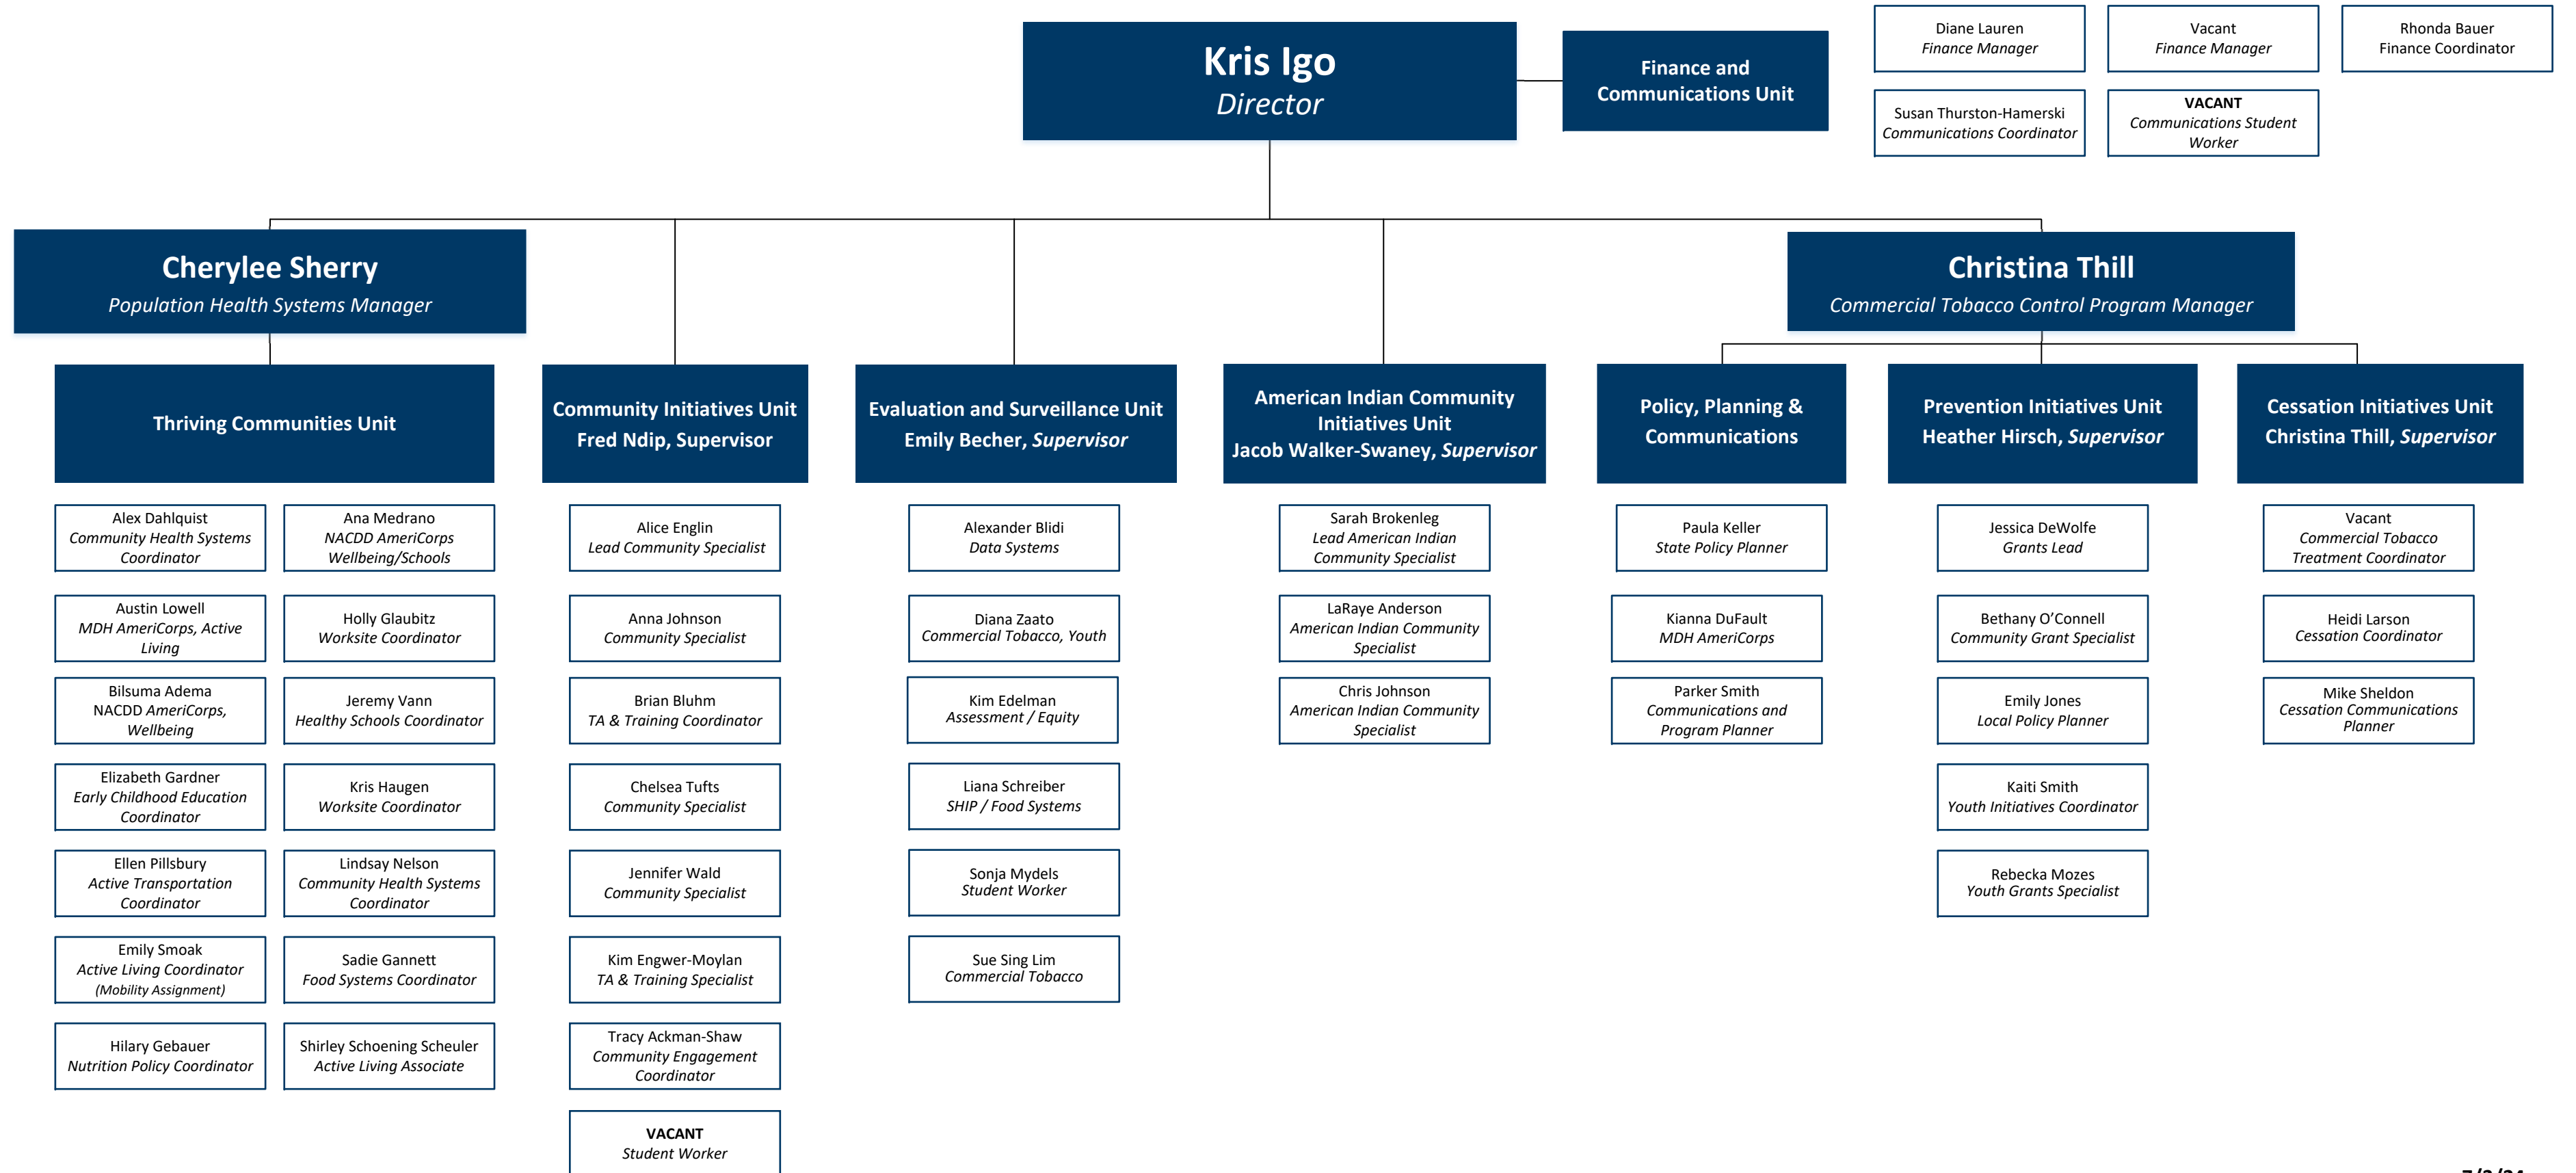 Kris Igo
Director
Finance and
Communications Unit
Diane Lauren
Finance Manager
Vacant
Finance Manager
Rhonda Bauer
Finance Coordinator
Susan Thurston-Hamerski
Communications Coordinator
VACANT
Communications Student
Worker
Cherylee Sherry
Population Health Systems Manager
Christina Thill
Commercial Tobacco Control Program Manager
Thriving Communities Unit
Alex Dahlquist
Community Health Systems
Coordinator
Ana Medrano
NACDD AmeriCorps
Wellbeing/Schools
Austin Lowell
MDH AmeriCorps, Active
Living
Holly Glaubitz
Worksite Coordinator
Bilsuma Adema
NACDD AmeriCorps,
Wellbeing
Jeremy Vann
Healthy Schools Coordinator
Elizabeth Gardner
Early Childhood Education
Coordinator
Kris Haugen
Worksite Coordinator
Ellen Pillsbury
Active Transportation
Coordinator
Lindsay Nelson
Community Health Systems
Coordinator
Emily Smoak
Active Living Coordinator
(Mobility Assignment)
Sadie Gannett
Food Systems Coordinator
Hilary Gebauer
Nutrition Policy Coordinator
Shirley Schoening Scheuler
Active Living Associate
Community Initiatives Unit
Fred Ndip, Supervisor
Alice Englin
Lead Community Specialist
Anna Johnson
Community Specialist
Brian Bluhm
TA & Training Coordinator
Chelsea Tufts
Community Specialist
Jennifer Wald
Community Specialist
Kim Engwer-Moylan
TA & Training Specialist
Tracy Ackman-Shaw
Community Engagement
Coordinator
VACANT
Student Worker
Evaluation and Surveillance Unit
Emily Becher, Supervisor
Alexander Blidi
Data Systems
Diana Zaato
Commercial Tobacco, Youth
Kim Edelman
Assessment / Equity
Liana Schreiber
SHIP / Food Systems
Sonja Mydels
Student Worker
Sue Sing Lim
Commercial Tobacco
American Indian Community
Initiatives Unit
Jacob Walker-Swaney, Supervisor
Sarah Brokenleg
Lead American Indian
Community Specialist
LaRaye Anderson
American Indian Community
Specialist
Chris Johnson
American Indian Community
Specialist
Policy, Planning &
Communications
Paula Keller
State Policy Planner
Kianna DuFault
MDH AmeriCorps
Parker Smith
Communications and
Program Planner
Prevention Initiatives Unit
Heather Hirsch, Supervisor
Jessica DeWolfe
Grants Lead
Bethany O’Connell
Community Grant Specialist
Emily Jones
Local Policy Planner
Kaiti Smith
Youth Initiatives Coordinator
Rebecka Mozes
Youth Grants Specialist
Cessation Initiatives Unit
Christina Thill, Supervisor
Vacant
Commercial Tobacco
Treatment Coordinator
Heidi Larson
Cessation Coordinator
Mike Sheldon
Cessation Communications
Planner